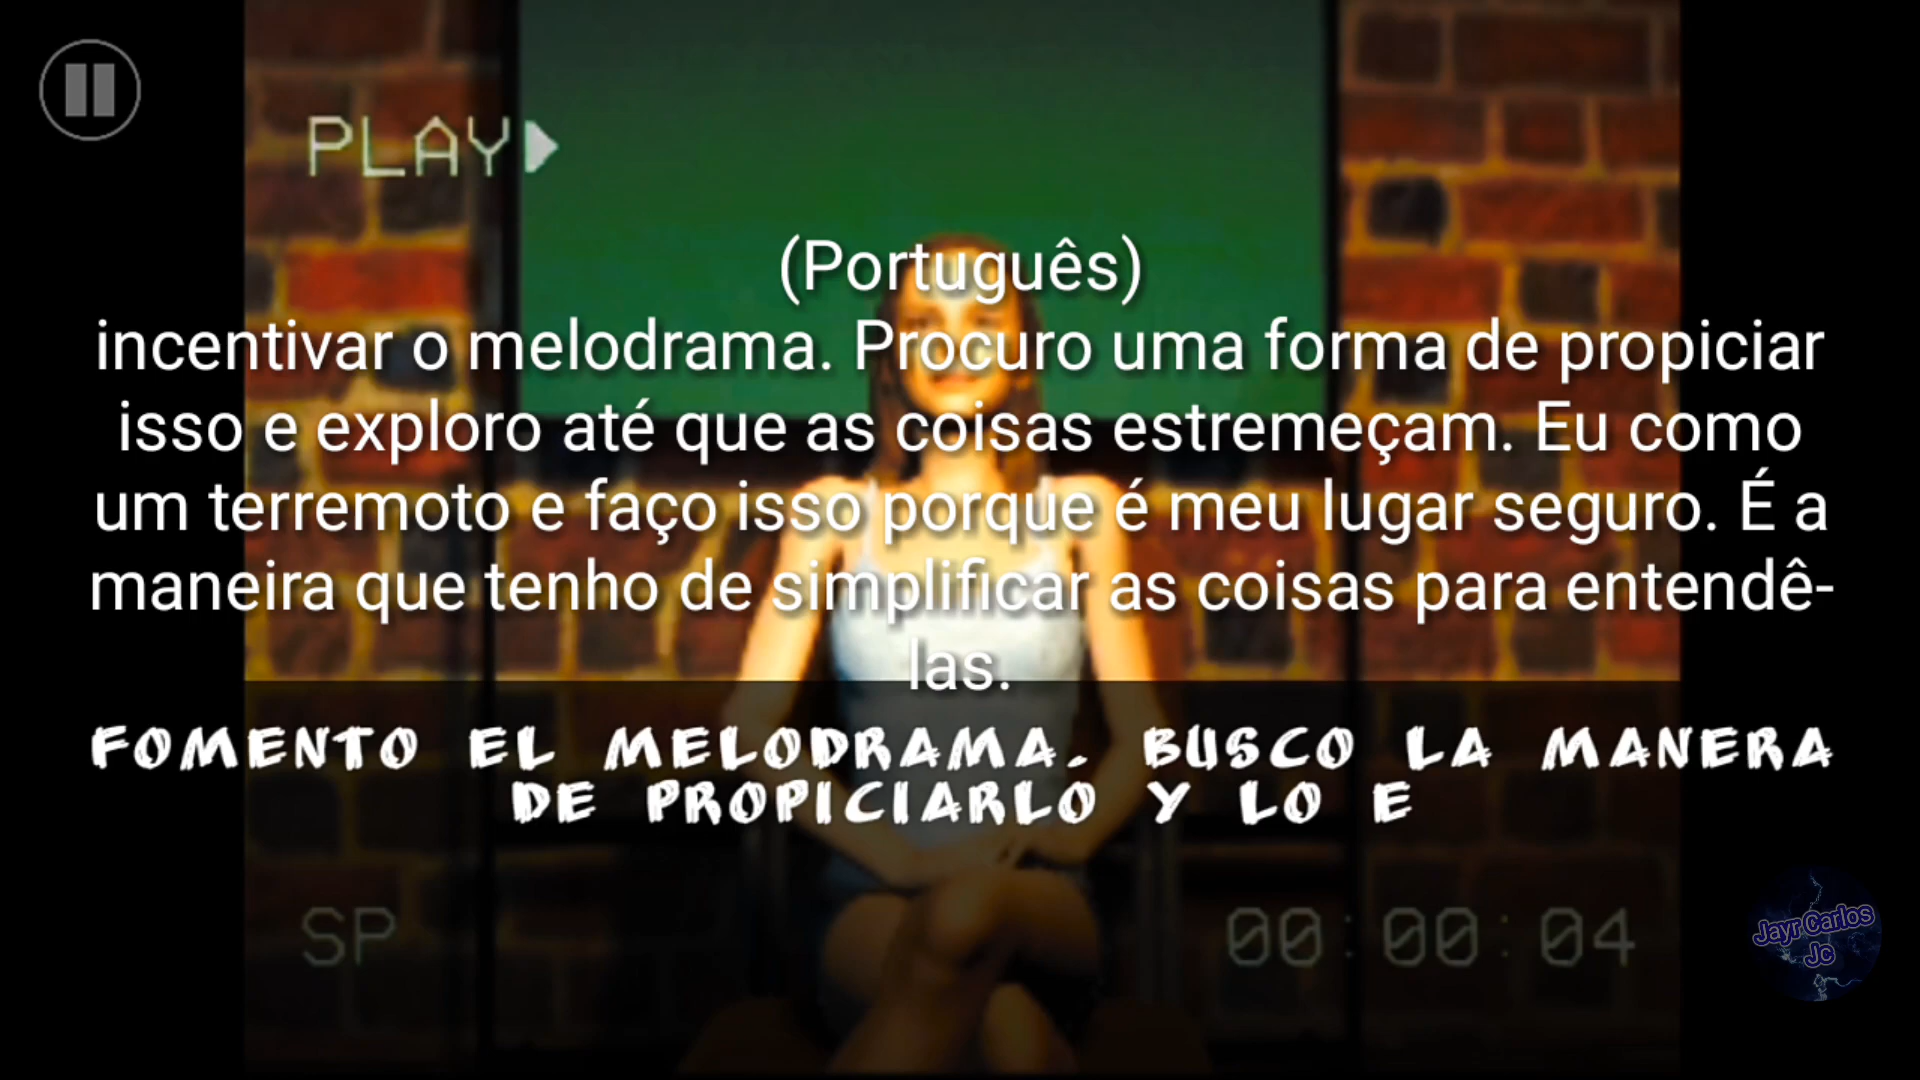 PLAY
(Português)
incentivar o melodrama. Procuro uma forma de propiciar
isso e exploro até que as coisas estremeçam. Eu como
um terremoto e faço isso porque é meu lugar seguro. É a
maneira que tenho de simplificar as coisas para entendê-
las.
FOMENTO EL MELODRAMA. BUSCO LA MANERA
DE PROPICIARLO Y LO E
SP
00:00:04
Jayr Carlos
Jc